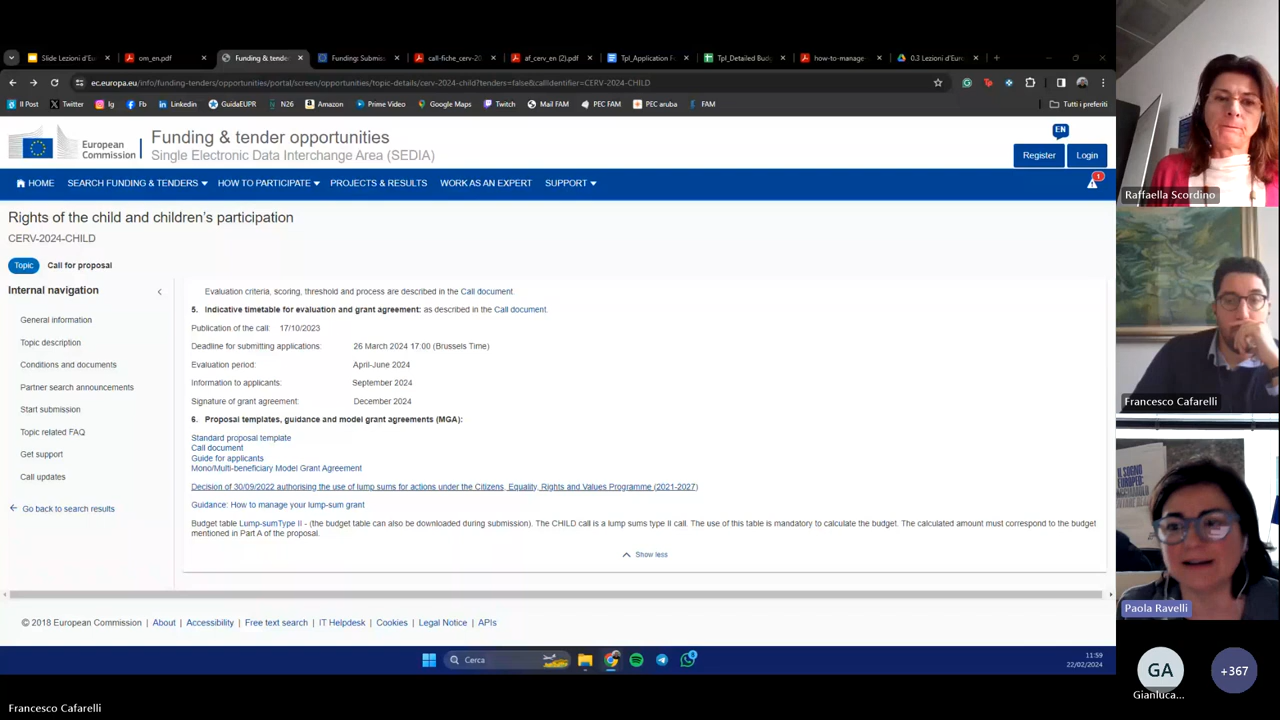 Slide Lezioni d'Eu
om_en.pdf
Funding & tende
Funding: Submiss
call-fiche_cerv-20
af_cerv_en (2).pdf
Tpl_Application F
Tpl_Detailed Bud
how-to-manage
0.3 Lezioni d'Euro
ec.europa.eu/info/funding-tenders/opportunities/portal/screen/opportunities/topic-details/cerv-2024-child?tenders=false&callIdentifier=CERV-2024-CHILD
Il Post
Twitter
Ig
Fb
Linkedin
GuidaEUPR
N26
Amazon
Prime Video
Google Maps
Twitch
Mail FAM
PEC FAM
PEC aruba
FAM
Tutti i preferiti
European Commission
Funding & tender opportunities
Single Electronic Data Interchange Area (SEDIA)
EN
Register
Login
HOME
SEARCH FUNDING & TENDERS
HOW TO PARTICIPATE
PROJECTS & RESULTS
WORK AS AN EXPERT
SUPPORT
1
Rights of the child and children's participation
CERV-2024-CHILD
Topic
Call for proposal
Internal navigation
General information
Topic description
Conditions and documents
Partner search announcements
Start submission
Topic related FAQ
Get support
Call updates
Go back to search results
Evaluation criteria, scoring, threshold and process are described in the Call document.
5. Indicative timetable for evaluation and grant agreement: as described in the Call document.
Publication of the call: 17/10/2023
Deadline for submitting applications: 26 March 2024 17:00 (Brussels Time)
Evaluation period: April-June 2024
Information to applicants: September 2024
Signature of grant agreement: December 2024
6. Proposal templates, guidance and model grant agreements (MGA):
Standard proposal template
Call document
Guide for applicants
Mono/Multi-beneficiary Model Grant Agreement
Decision of 30/09/2022 authorising the use of lump sums for actions under the Citizens, Equality, Rights and Values Programme (2021-2027)
Guidance: How to manage your lump-sum grant
Budget table Lump-sumType II - (the budget table can also be downloaded during submission). The CHILD call is a lump sums type II call. The use of this table is mandatory to calculate the budget. The calculated amount must correspond to the budget
mentioned in Part A of the proposal.
Show less
© 2018 European Commission | About | Accessibility | Free text search | IT Helpdesk | Cookies | Legal Notice | APIs
Cerca
11:59
22/02/2024
Francesco Cafarelli
Raffaella Scordino
Francesco Cafarelli
IL SOGNO
EUROPEO:
Paola Ravelli
GA
Gianluca...
+367